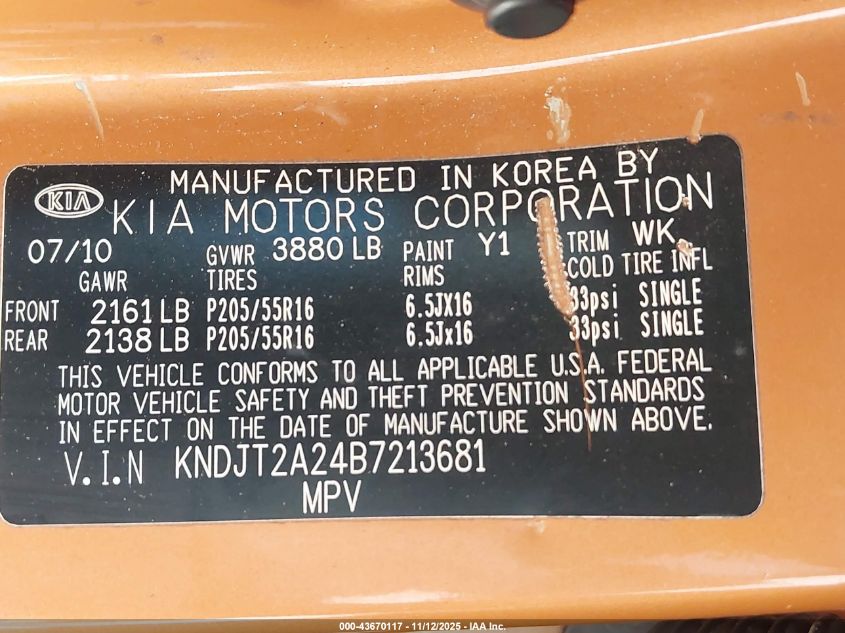 MANUFACTURED IN KOREA BY
KIA KIA MOTORS CORPORATION
07/10 GVWR 3880 LB PAINT Y1 TRIM WK
GAWR TIRES RIMS COLD TIRE INFL
FRONT 2161 LB P205/55R16 6.5JX16 33psi SINGLE
REAR 2138 LB P205/55R16 6.5Jx16 33psi SINGLE
THIS VEHICLE CONFORMS TO ALL APPLICABLE U.S.A. FEDERAL
MOTOR VEHICLE SAFETY AND THEFT PREVENTION STANDARDS
IN EFFECT ON THE DATE OF MANUFACTURE SHOWN ABOVE.
V.I.N KNDJT2A24B7213681
MPV
000-43670117 - 11/12/2025 - IAA Inc.